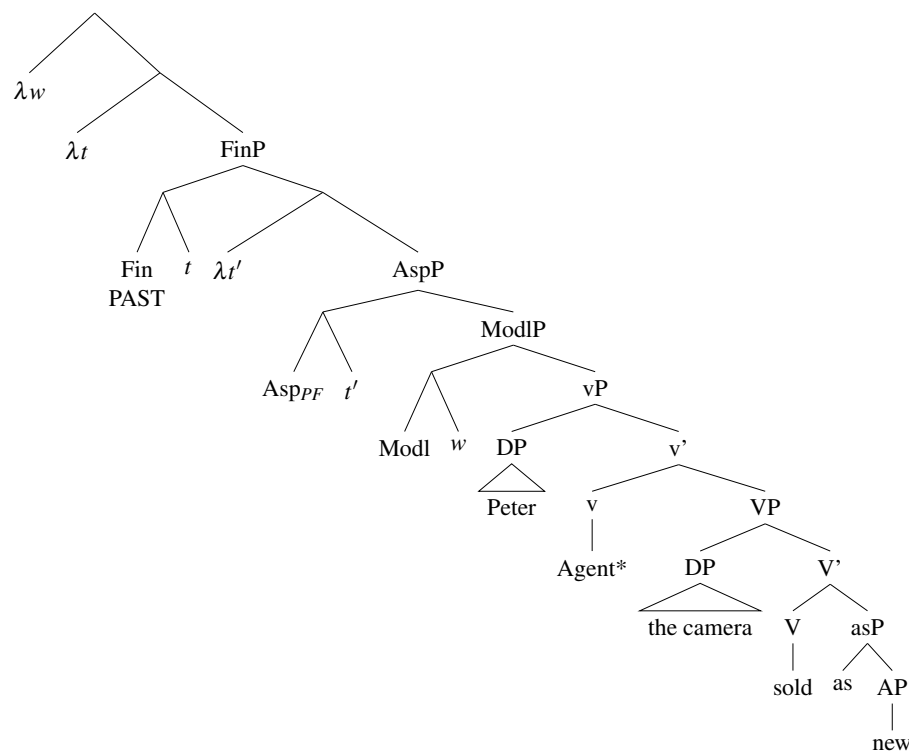 λw
λt
FinP
Fin t λt′
PAST
AspP
ModlP
Asp_PF t′
vP
Modl w
DP
v'
Peter
v
VP
Agent*
DP
V'
the camera
V
asP
sold
as
AP
new